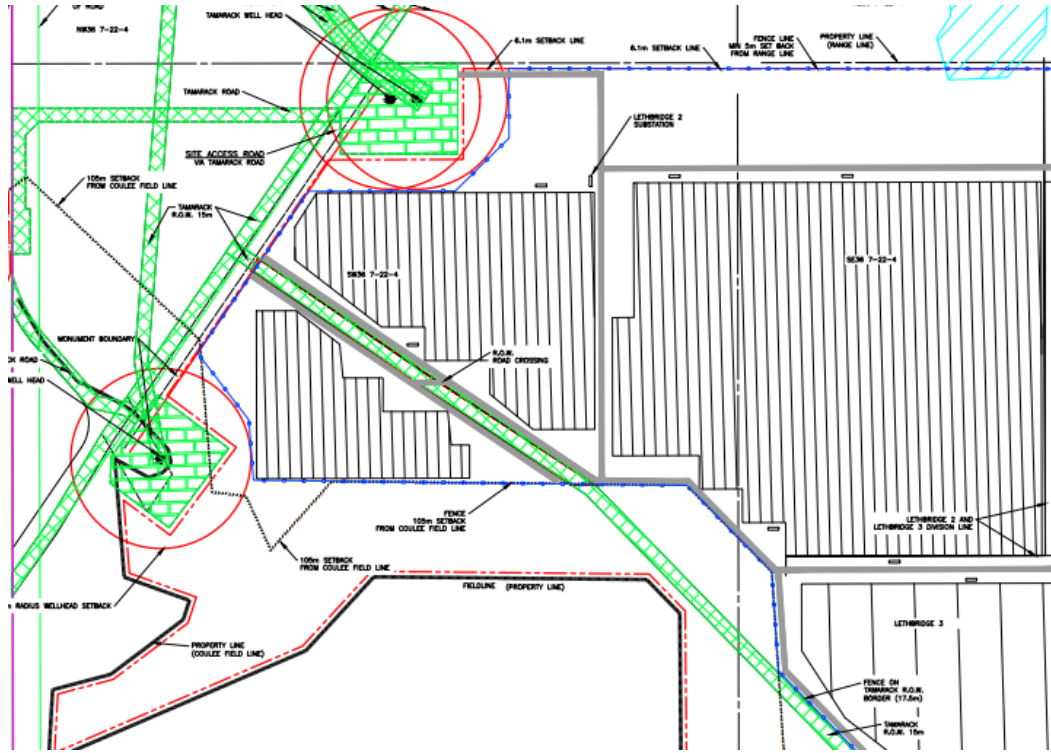 OF ROAD
NW36 7-22-4
TAMARACK WELL HEAD
6.1m SETBACK LINE
6.1m SETBACK LINE
FENCE LINE
MIN 5m SET BACK
FROM RANGE LINE
PROPERTY LINE
(RANGE LINE)
TAMARACK ROAD
SITE ACCESS ROAD
VIA TAMARACK ROAD
LETHBRIDGE 2
SUBSTATION
105m SETBACK
FROM COULEE FIELD LINE
TAMARACK
R.O.W. 15m
SW36 7-22-4
SE36 7-22-4
MONUMENT BOUNDARY
CK ROAD
WELL HEAD
R.O.W.
ROAD CROSSING
FENCE
105m SETBACK
FROM COULEE FIELD LINE
LETHBRIDGE 2 AND
LETHBRIDGE 3 DIVISION LINE
105m SETBACK
FROM COULEE FIELD LINE
FIELDLINE (PROPERTY LINE)
RADIUS WELLHEAD SETBACK
LETHBRIDGE 3
PROPERTY LINE
(COULEE FIELD LINE)
FENCE ON
TAMARACK R.O.W.
BORDER (17.5m)
TAMARACK
R.O.W. 15m